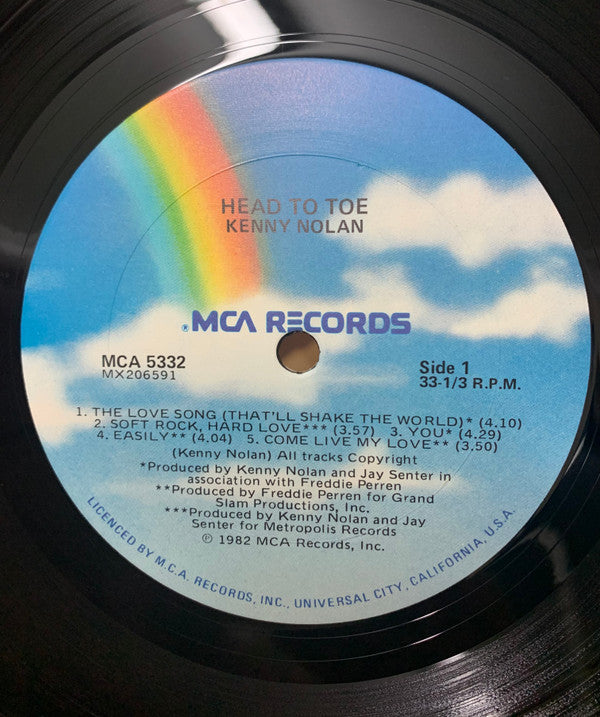 HEAD TO TOE
KENNY NOLAN
® MCA RECORDS
MCA 5332
MX206591
Side 1
33-1/3 R.P.M.
1. THE LOVE SONG (THAT'LL SHAKE THE WORLD)* (4.10)
2. SOFT ROCK, HARD LOVE*** (3.57) 3. YOU* (4.29)
4. EASILY** (4.04) 5. COME LIVE MY LOVE** (3.50)
(Kenny Nolan) All tracks Copyright
*Produced by Kenny Nolan and Jay Senter in
association with Freddie Perren
**Produced by Freddie Perren for Grand
Slam Productions, Inc.
***Produced by Kenny Nolan and Jay
Senter for Metropolis Records
℗ 1982 MCA Records, Inc.
LICENCED BY M.C.A. RECORDS, INC., UNIVERSAL CITY, CALIFORNIA, U.S.A.